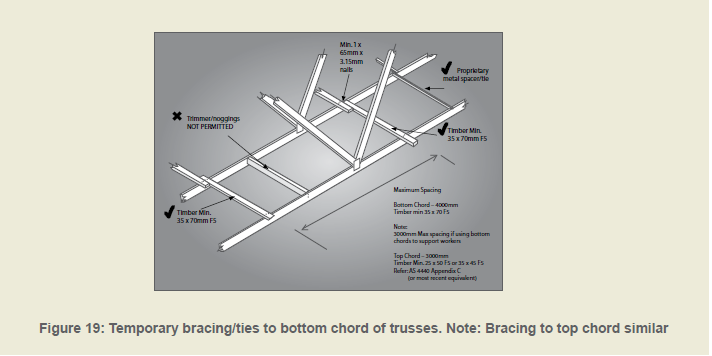 Min. 1 x
65mm x
3.15mm
nails
Proprietary
metal spacer/tie
Trimmer/noggings
NOT PERMITTED
Timber Min.
35 x 70mm F5
Timber Min.
35 x 70mm F5
Maximum Spacing
Bottom Chord – 4000mm
Timber min 35 x 70 F5
Note:
3000mm Max spacing if using bottom
chords to support workers
Top Chord – 3000mm
Timber Min. 25 x 50 F5 or 35 x 45 F5
Refer: AS 4440 Appendix C
(or most recent equivalent)
Figure 19: Temporary bracing/ties to bottom chord of trusses. Note: Bracing to top chord similar